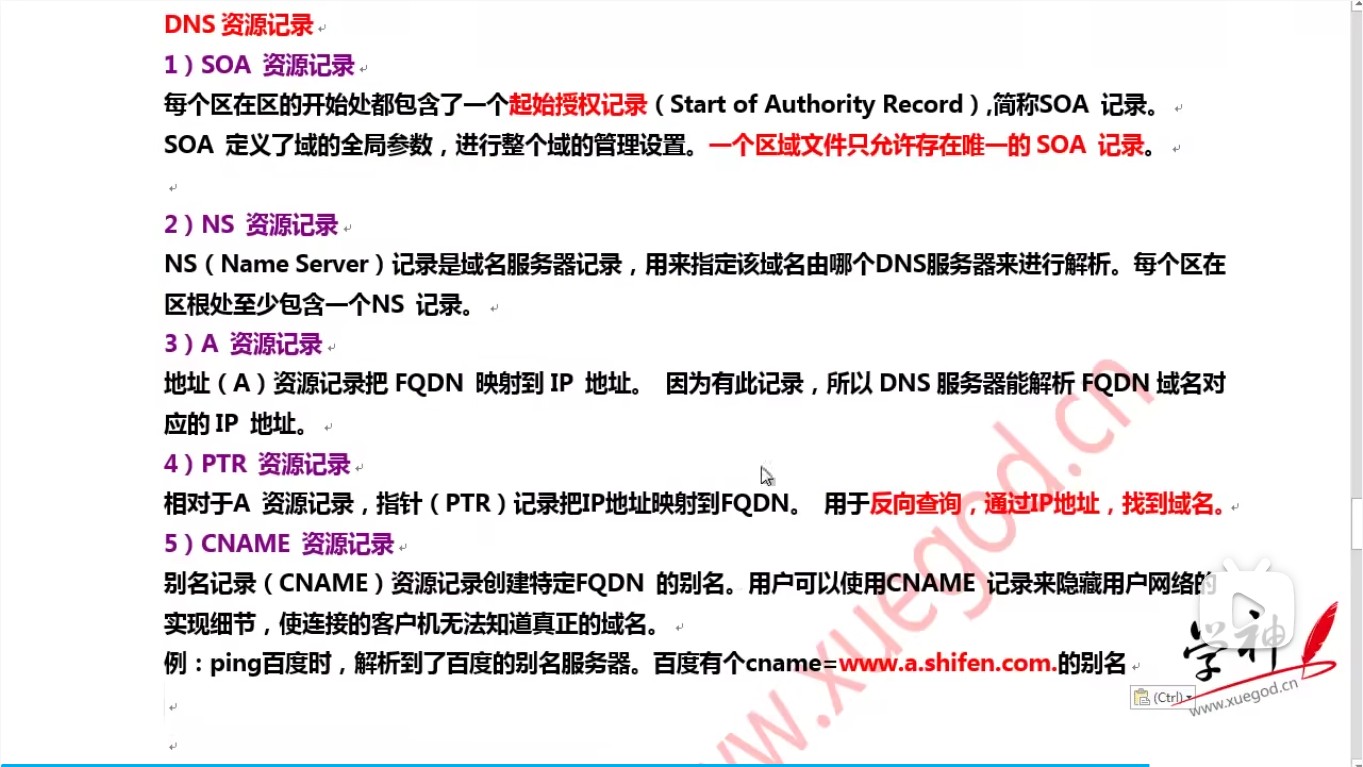 DNS 资源记录
1）SOA 资源记录
每个区在区的开始处都包含了一个起始授权记录（Start of Authority Record）,简称SOA 记录。
SOA 定义了域的全局参数，进行整个域的管理设置。一个区域文件只允许存在唯一的 SOA 记录。
2）NS 资源记录
NS（Name Server）记录是域名服务器记录，用来指定该域名由哪个DNS服务器来进行解析。每个区在
区根处至少包含一个NS 记录。
3）A 资源记录
地址（A）资源记录把 FQDN 映射到 IP 地址。 因为有此记录，所以 DNS 服务器能解析 FQDN 域名对
应的 IP 地址。
4）PTR 资源记录
相对于A 资源记录，指针（PTR）记录把IP地址映射到FQDN。 用于反向查询，通过IP地址，找到域名。
5）CNAME 资源记录
别名记录（CNAME）资源记录创建特定FQDN 的别名。用户可以使用CNAME 记录来隐藏用户网络的
实现细节，使连接的客户机无法知道真正的域名。
例：ping百度时，解析到了百度的别名服务器。百度有个cname=www.a.shifen.com.的别名
(Ctrl)
学神
www.xuegod.cn
ww.xuegod.cn